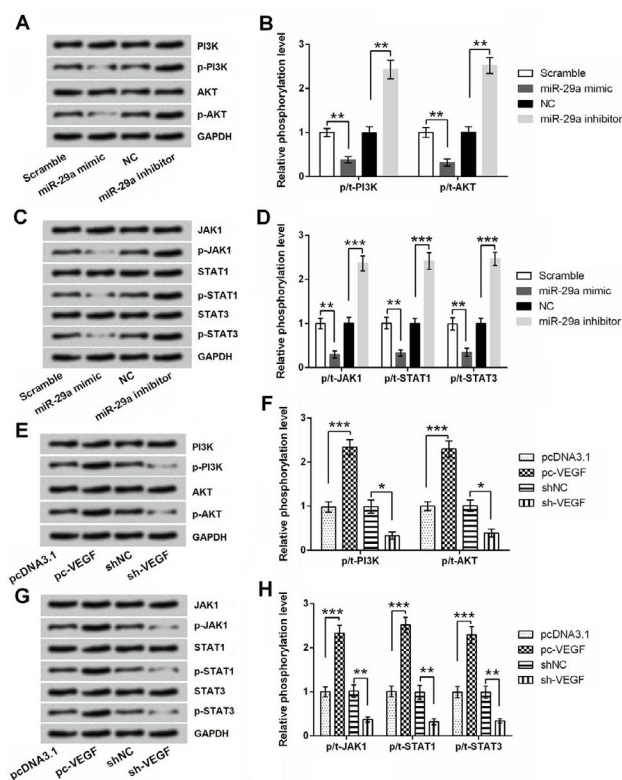 A
PI3K
p-PI3K
AKT
p-AKT
GAPDH
Scramble
miR-29a mimic
NC
miR-29a inhibitor
B
Relative phosphorylation level
3
2
1
0
**
**
**
**
p/t-PI3K
p/t-AKT
Scramble
miR-29a mimic
NC
miR-29a inhibitor
C
JAK1
p-JAK1
STAT1
p-STAT1
STAT3
p-STAT3
GAPDH
Scramble
miR-29a mimic
NC
miR-29a inhibitor
D
Relative phosphorylation level
3
2
1
0
**
***
**
***
**
***
p/t-JAK1
p/t-STAT1
p/t-STAT3
Scramble
miR-29a mimic
NC
miR-29a inhibitor
E
PI3K
p-PI3K
AKT
p-AKT
GAPDH
pcDNA3.1
pc-VEGF
shNC
sh-VEGF
F
Relative phosphorylation level
3
2
1
0
***
*
***
*
p/t-PI3K
p/t-AKT
pcDNA3.1
pc-VEGF
shNC
sh-VEGF
G
JAK1
p-JAK1
STAT1
p-STAT1
STAT3
p-STAT3
GAPDH
pcDNA3.1
pc-VEGF
shNC
sh-VEGF
H
Relative phosphorylation level
3
2
1
0
***
**
***
**
***
**
p/t-JAK1
p/t-STAT1
p/t-STAT3
pcDNA3.1
pc-VEGF
shNC
sh-VEGF